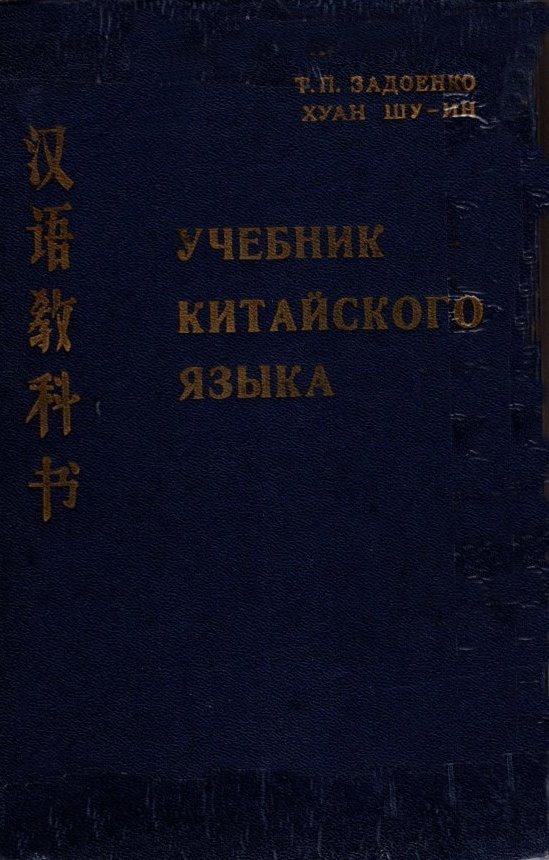 Т.П. ЗАДОЕНКО
ХУАН ШУ-ИН
汉语教科书
УЧЕБНИК
КИТАЙСКОГО
ЯЗЫКА